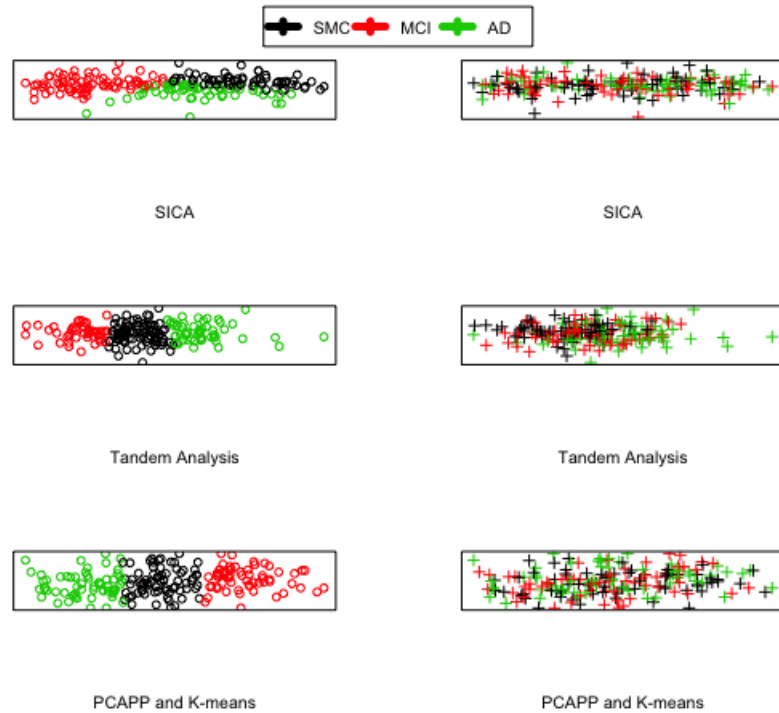 SMC MCI AD
SICA SICA
Tandem Analysis Tandem Analysis
PCAPP and K-means PCAPP and K-means